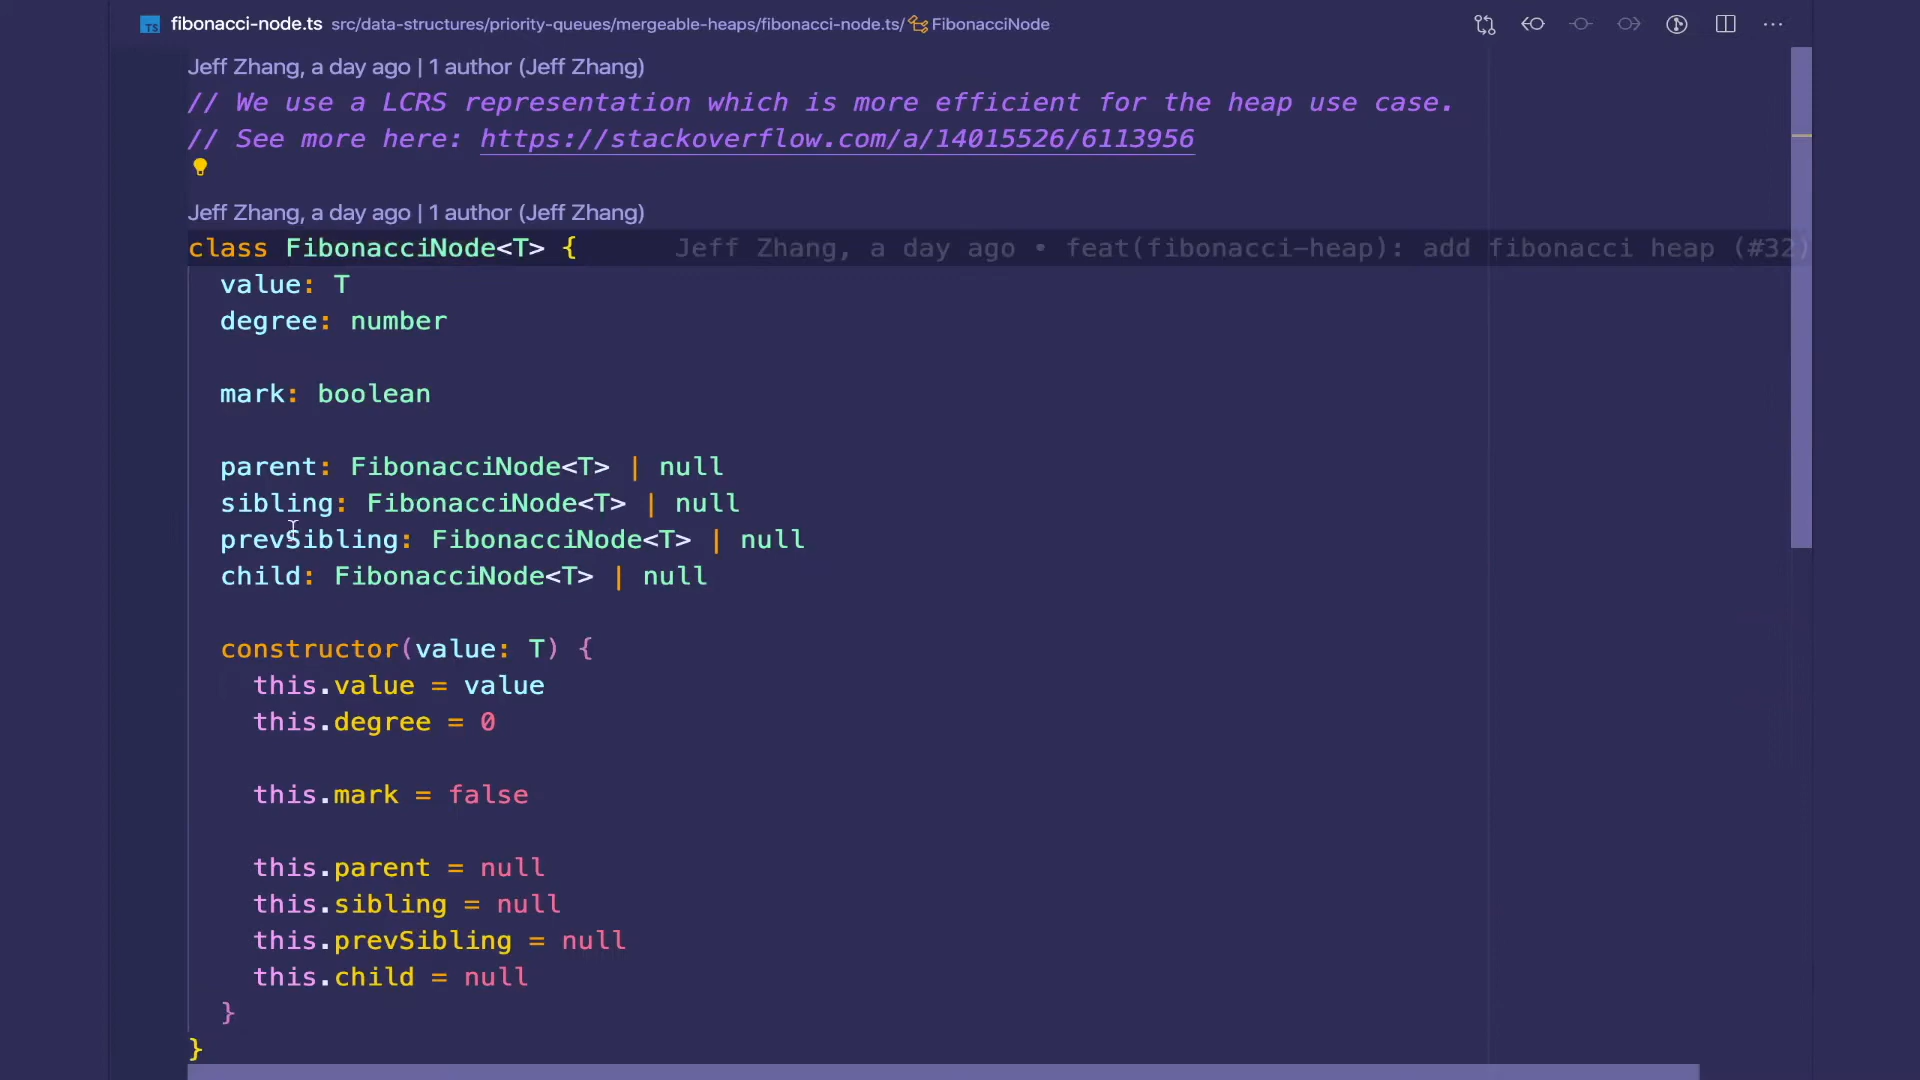 TS fibonacci-node.ts src/data-structures/priority-queues/mergeable-heaps/fibonacci-node.ts/ FibonacciNode
Jeff Zhang, a day ago | 1 author (Jeff Zhang)
// We use a LCRS representation which is more efficient for the heap use case.
// See more here: https://stackoverflow.com/a/14015526/6113956
Jeff Zhang, a day ago | 1 author (Jeff Zhang)
class FibonacciNode<T> { Jeff Zhang, a day ago • feat(fibonacci-heap): add fibonacci heap (#32)
value: T
degree: number
mark: boolean
parent: FibonacciNode<T> | null
sibling: FibonacciNode<T> | null
prevSibling: FibonacciNode<T> | null
child: FibonacciNode<T> | null
constructor(value: T) {
this.value = value
this.degree = 0
this.mark = false
this.parent = null
this.sibling = null
this.prevSibling = null
this.child = null
}
}